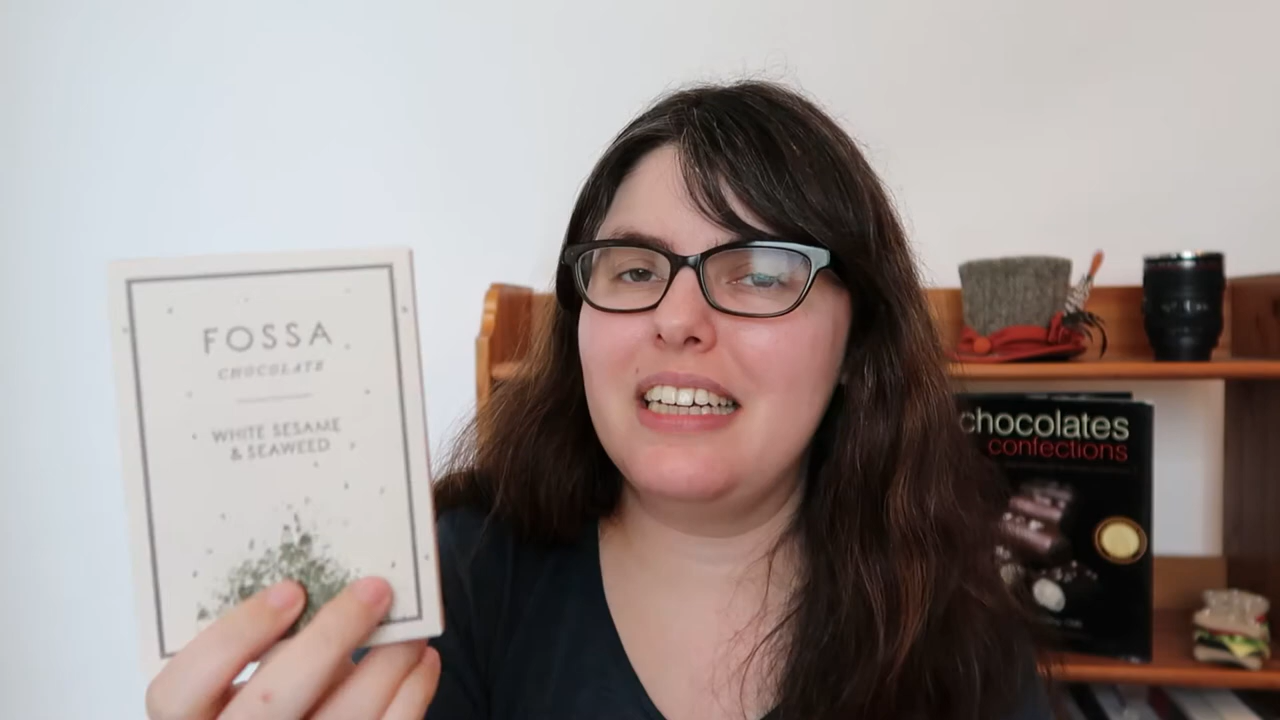 FOSSA
CHOCOLATE
WHITE SESAME
& SEAWEED
chocolates
confections